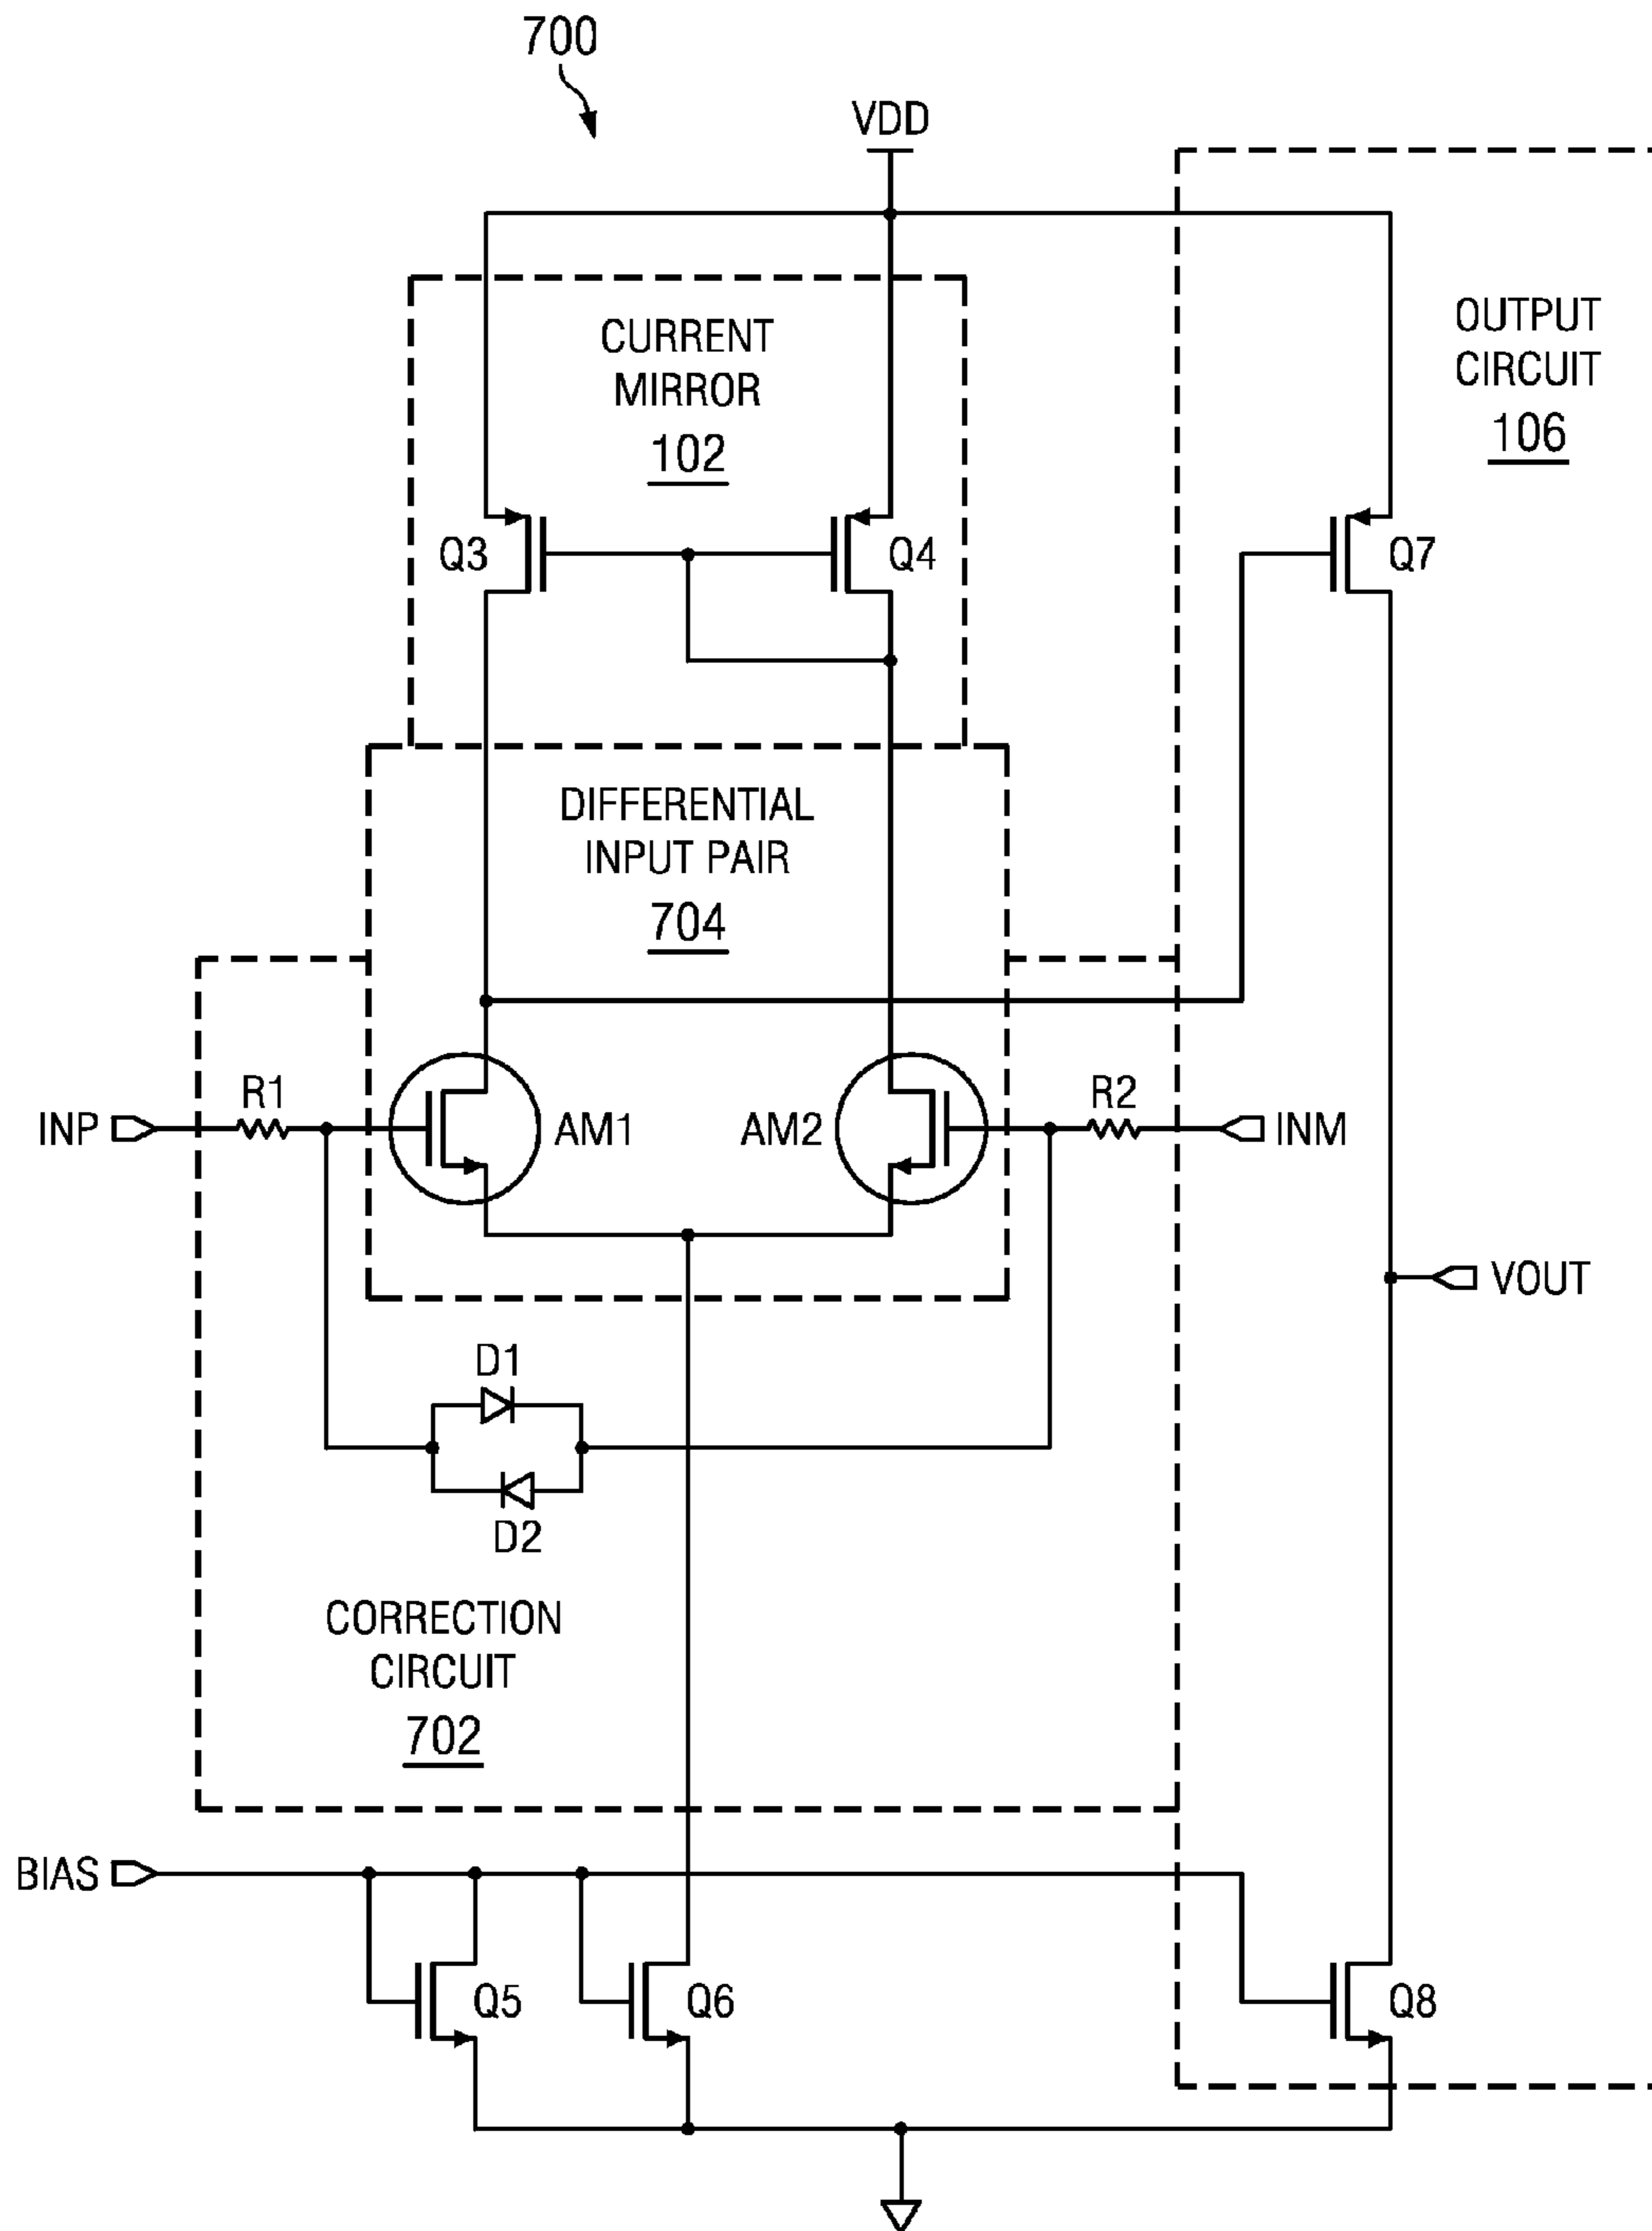 700
VDD
OUTPUT
CIRCUIT
106
CURRENT
MIRROR
102
Q3
Q4
Q7
DIFFERENTIAL
INPUT PAIR
704
R1
R2
INP
AM1
AM2
INM
VOUT
D1
D2
CORRECTION
CIRCUIT
702
BIAS
Q5
Q6
Q8